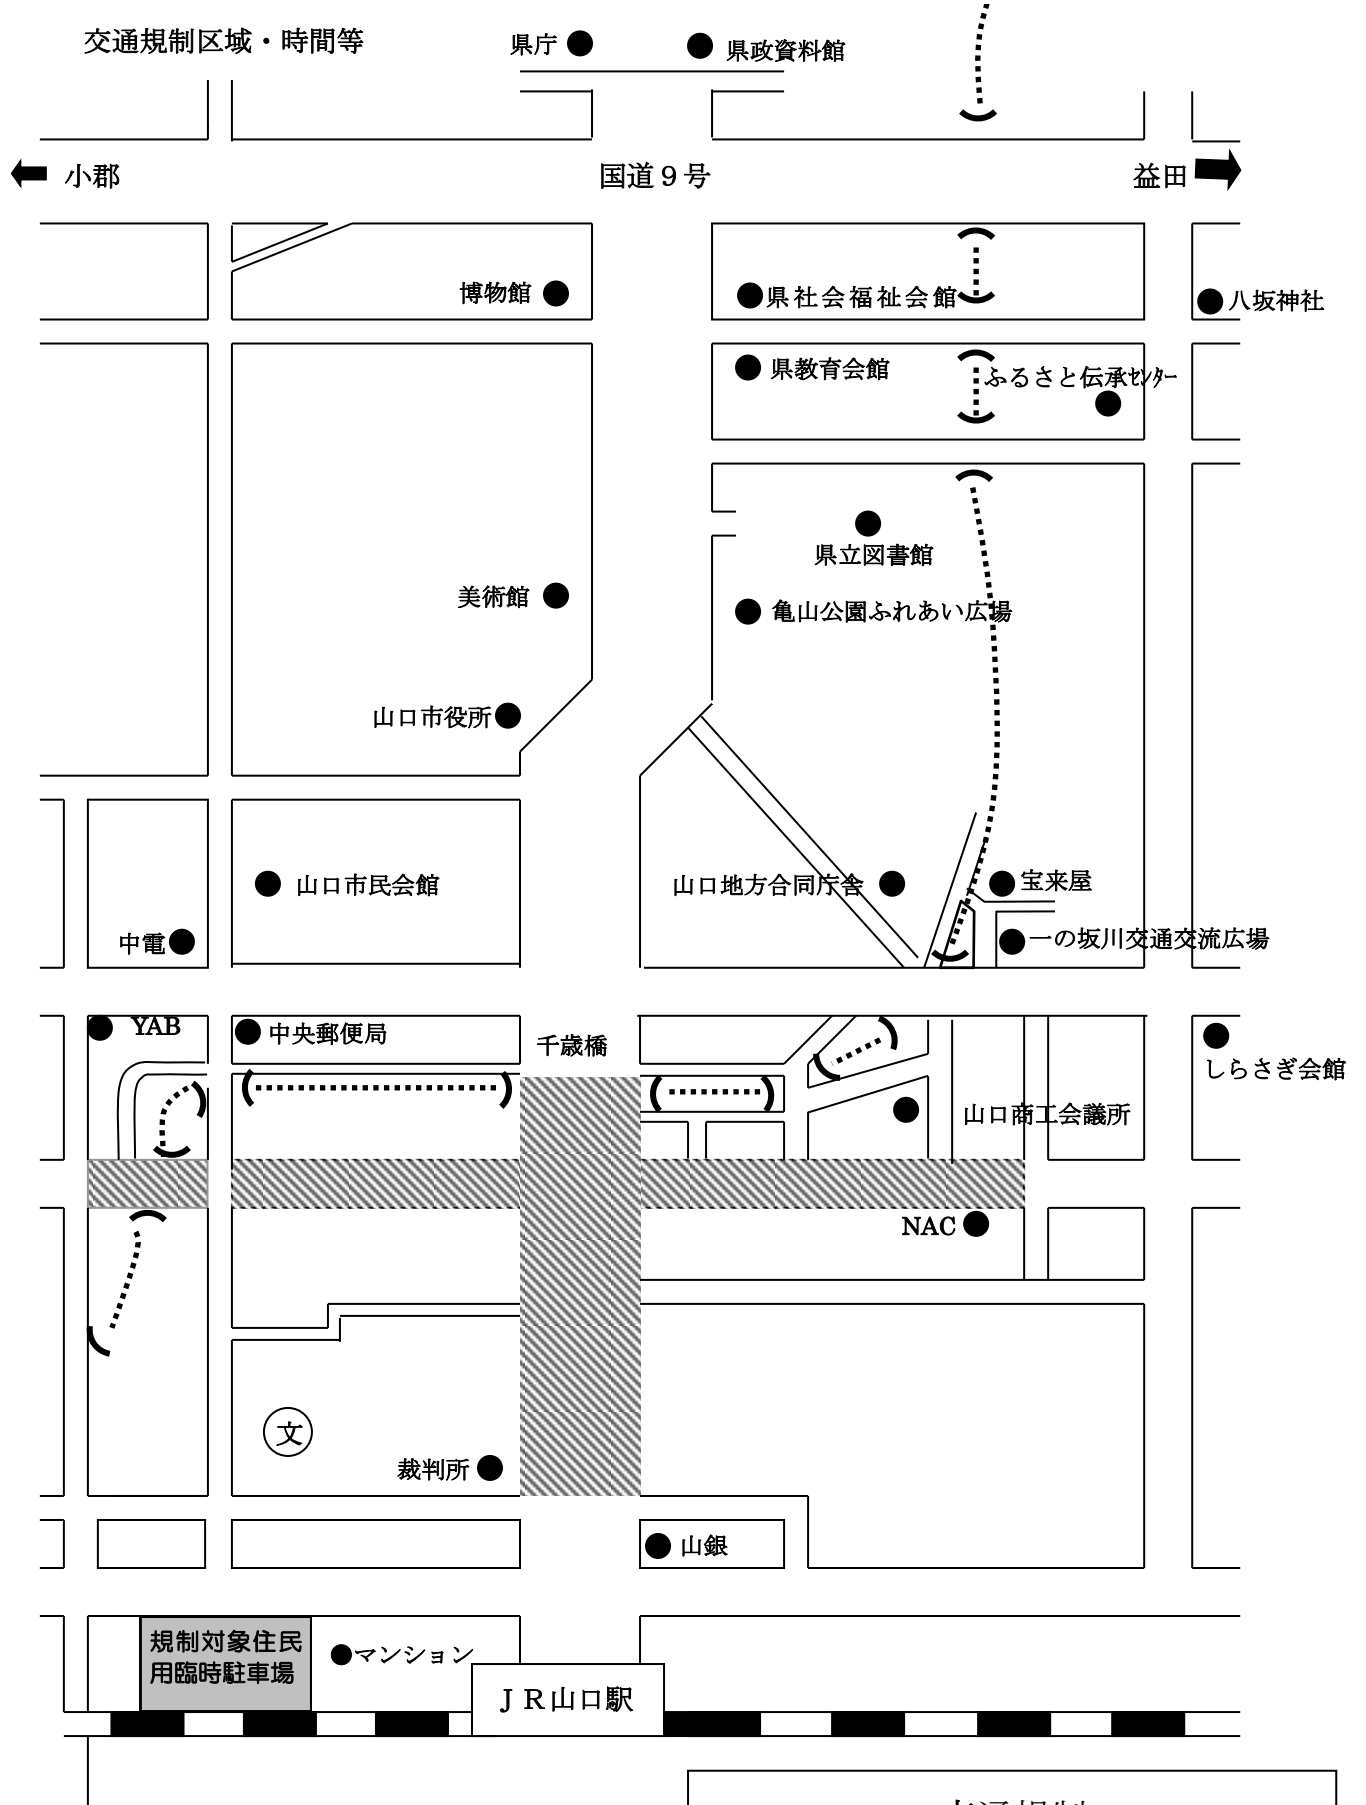 交通規制区域・時間等
県庁
県政資料館
小郡
国道９号
益田
博物館
県社会福祉会館
八坂神社
県教育会館
ふるさと伝承ｾﾝﾀｰ
県立図書館
美術館
亀山公園ふれあい広場
山口市役所
山口市民会館
山口地方合同庁舎
宝来屋
中電
一の坂川交通交流広場
YAB
中央郵便局
千歳橋
しらさぎ会館
山口商工会議所
NAC
文
裁判所
山銀
規制対象住民
用臨時駐車場
マンション
ＪＲ山口駅